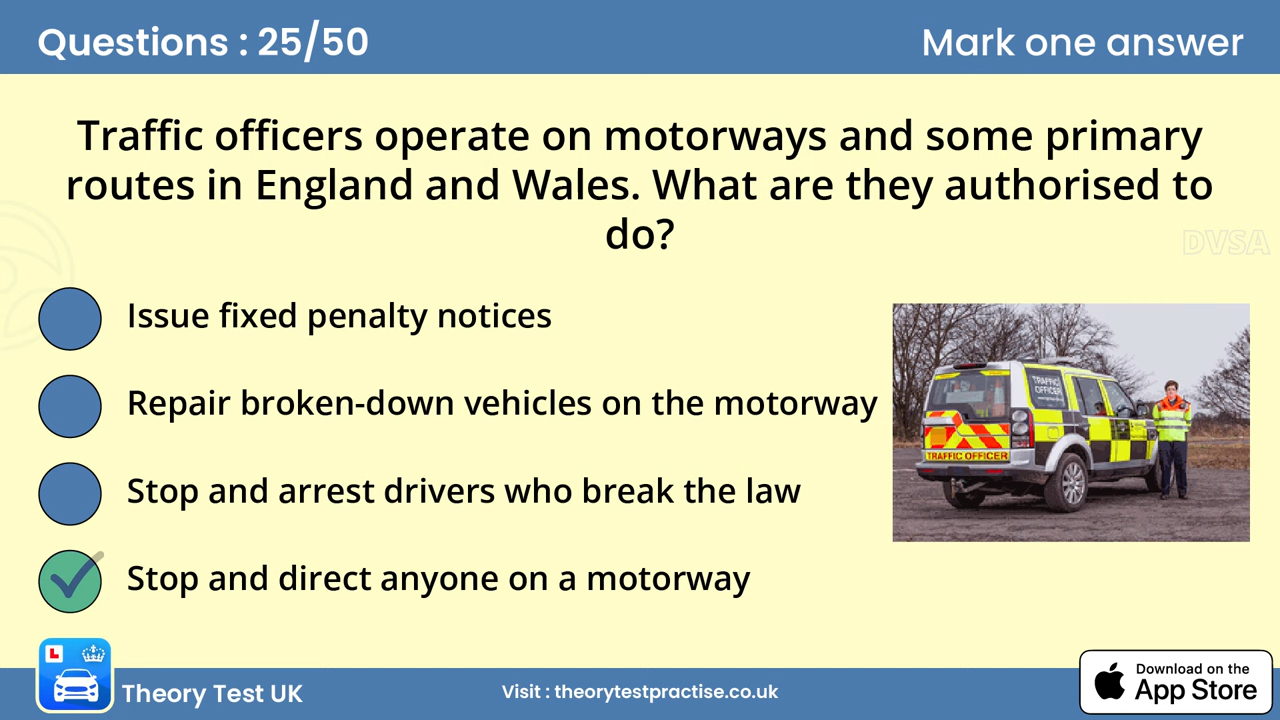 Questions : 25/50
Mark one answer
Traffic officers operate on motorways and some primary
routes in England and Wales. What are they authorised to
do?
DVSA
Issue fixed penalty notices
Repair broken-down vehicles on the motorway
Stop and arrest drivers who break the law
Stop and direct anyone on a motorway
TRAFFIC
OFFICER
TRAFFIC OFFICER
L
Theory Test UK
Visit : theorytestpractise.co.uk
Download on the
App Store